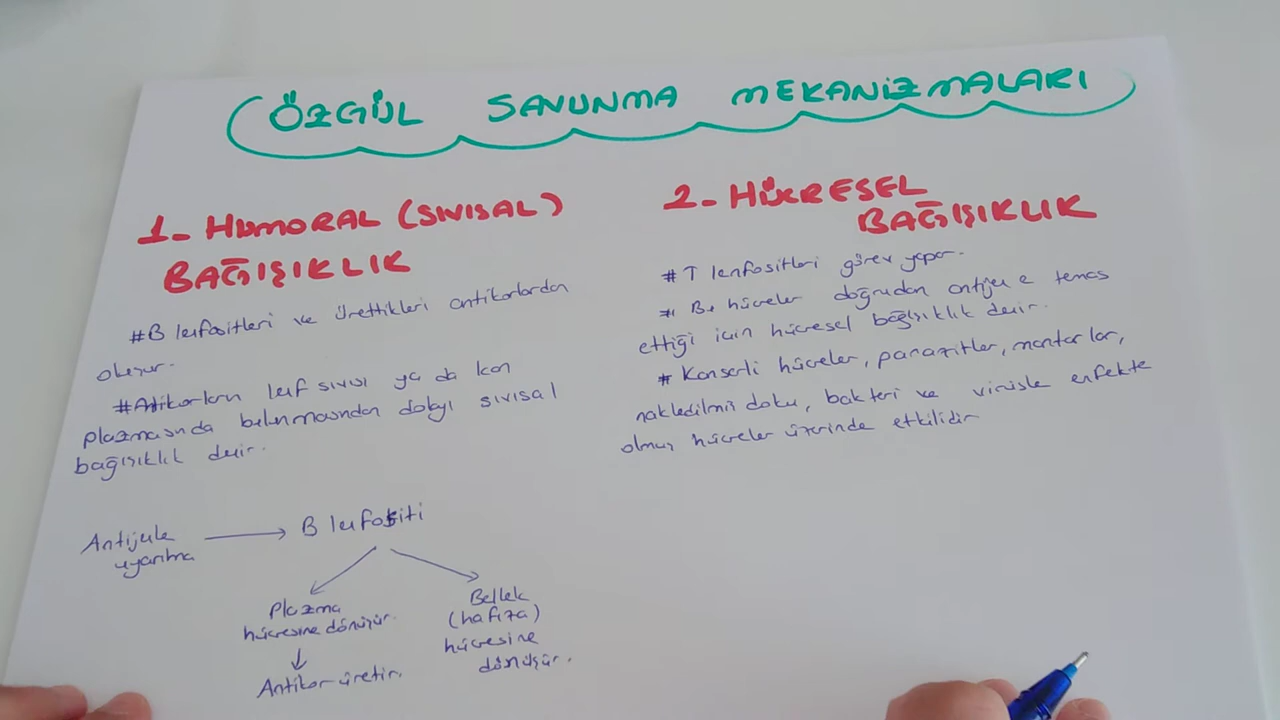 ÖZGÜL SAVUNMA MEKANİZMALARI
1- HUMORAL (SIVISAL)
BAĞIŞIKLIK
#B lenfositleri ve ürettikleri antikorlardan
oluşur.
#Antikorların lenf sıvısı ya da kan
plazmasında bulunmasından dolayı sıvısal
bağışıklık denir.
Antijenle
uyarılma
B lenfositi
Plazma
hücresine dönüşür.
Antikor üretir.
Bellek
(hafıza)
hücresine
dönüşür.
2- HÜCRESEL
BAĞIŞIKLIK
#T lenfositleri görev yapar.
# Bu hücreler doğrudan antijenle temas
ettiği için hücresel bağışıklık denir.
# Kanserli hücreler, parazitler, mantarlar,
nakledilmiş doku, bakteri ve virüsle enfekte
olmuş hücreler üzerinde etkilidir